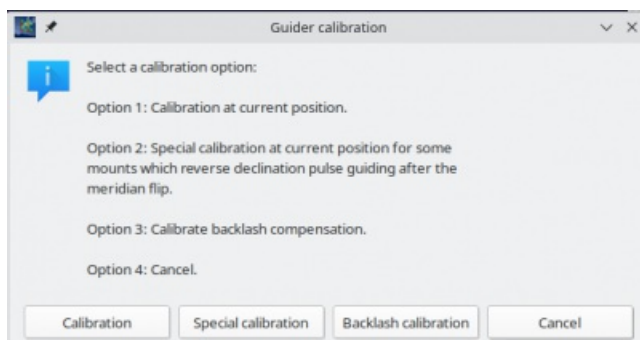 Guider calibration
Select a calibration option:
Option 1: Calibration at current position.
Option 2: Special calibration at current position for some
mounts which reverse declination pulse guiding after the
meridian flip.
Option 3: Calibrate backlash compensation.
Option 4: Cancel.
Calibration Special calibration Backlash calibration Cancel